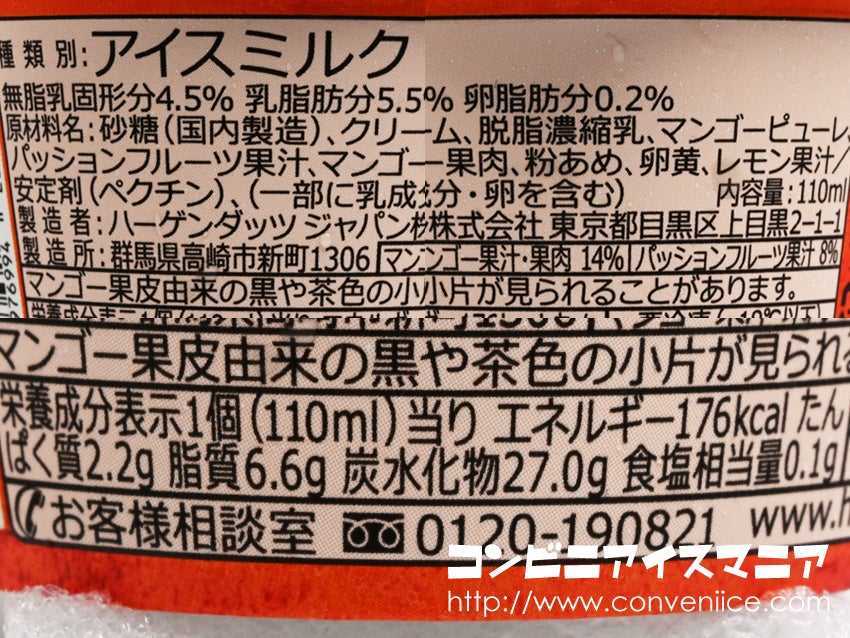 種類別:アイスミルク
無脂乳固形分4.5% 乳脂肪分5.5% 卵脂肪分0.2%
原材料名:砂糖(国内製造)、クリーム、脱脂濃縮乳、マンゴーピューレ、
パッションフルーツ果汁、マンゴー果肉、粉あめ、卵黄、レモン果汁/
安定剤(ペクチン)、(一部に乳成分・卵を含む) 内容量:110ml
製造者:ハーゲンダッツ ジャパン株式会社 東京都目黒区上目黒2-1-1
製造所:群馬県高崎市新町1306 マンゴー果汁・果肉 14% パッションフルーツ果汁 8%
マンゴー果皮由来の黒や茶色の小片が見られることがあります。
マンゴー果皮由来の黒や茶色の小片が見られる
栄養成分表示1個(110ml)当り エネルギー176kcal たん
ぱく質2.2g 脂質6.6g 炭水化物27.0g 食塩相当量0.1g
お客様相談室 0120-190821 www.h
コンビニアイスマニア
http://www.conveniice.com/